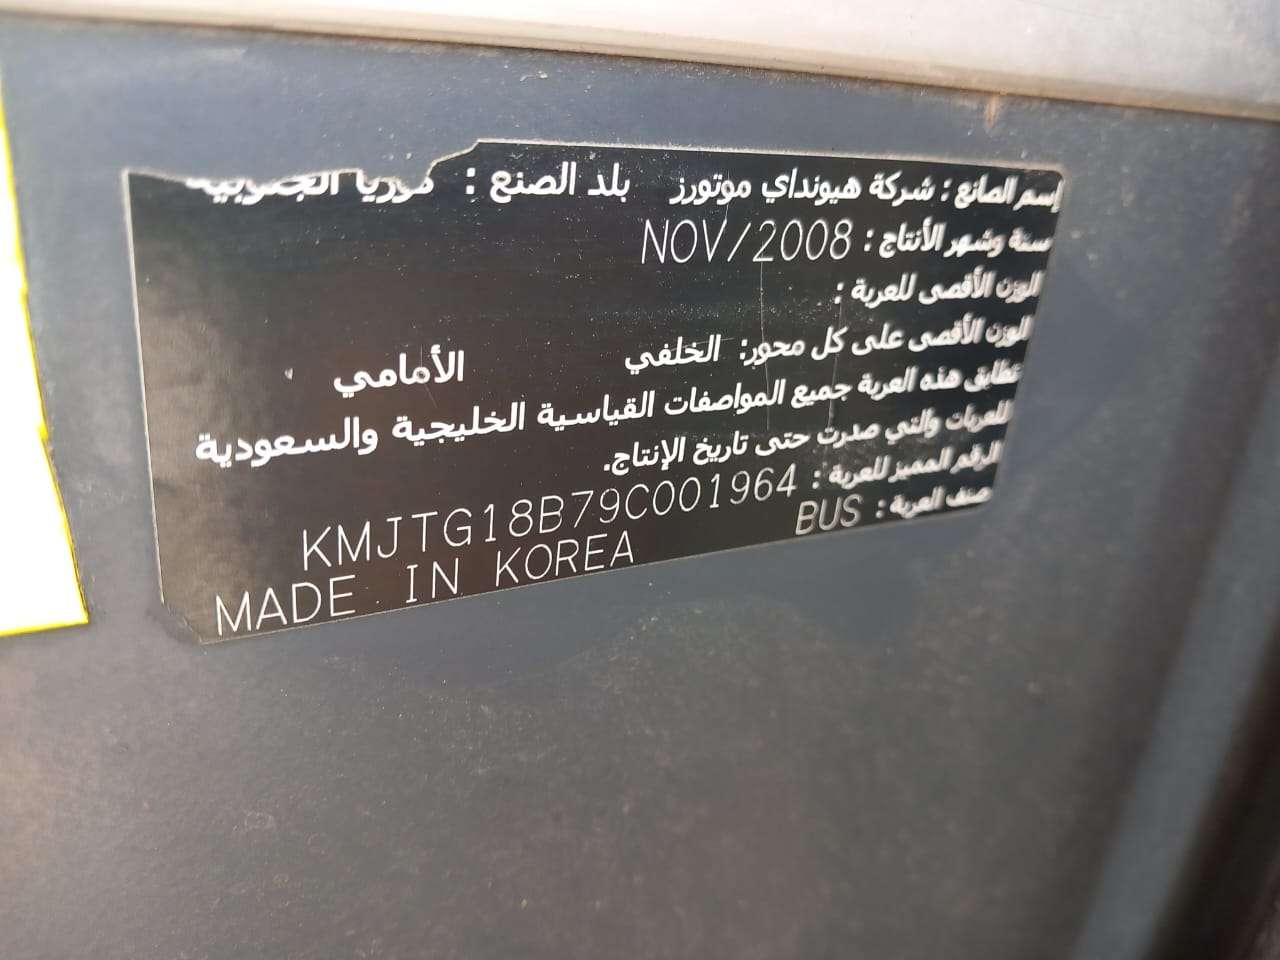 إسم الصانع : شركة هيونداي موتورز بلد الصنع : كوريا الجنوبية
سنة وشهر الأنتاج : NOV/2008
الوزن الأقصى للعربة :
الوزن الأقصى على كل محور: الخلفي الأمامي
تطابق هذه العربة جميع المواصفات القياسية الخليجية والسعودية
للعربات والتي صدرت حتى تاريخ الإنتاج.
الرقم المميز للعربة : KMJTG18B79C001964
صنف العربة : BUS
MADE IN KOREA